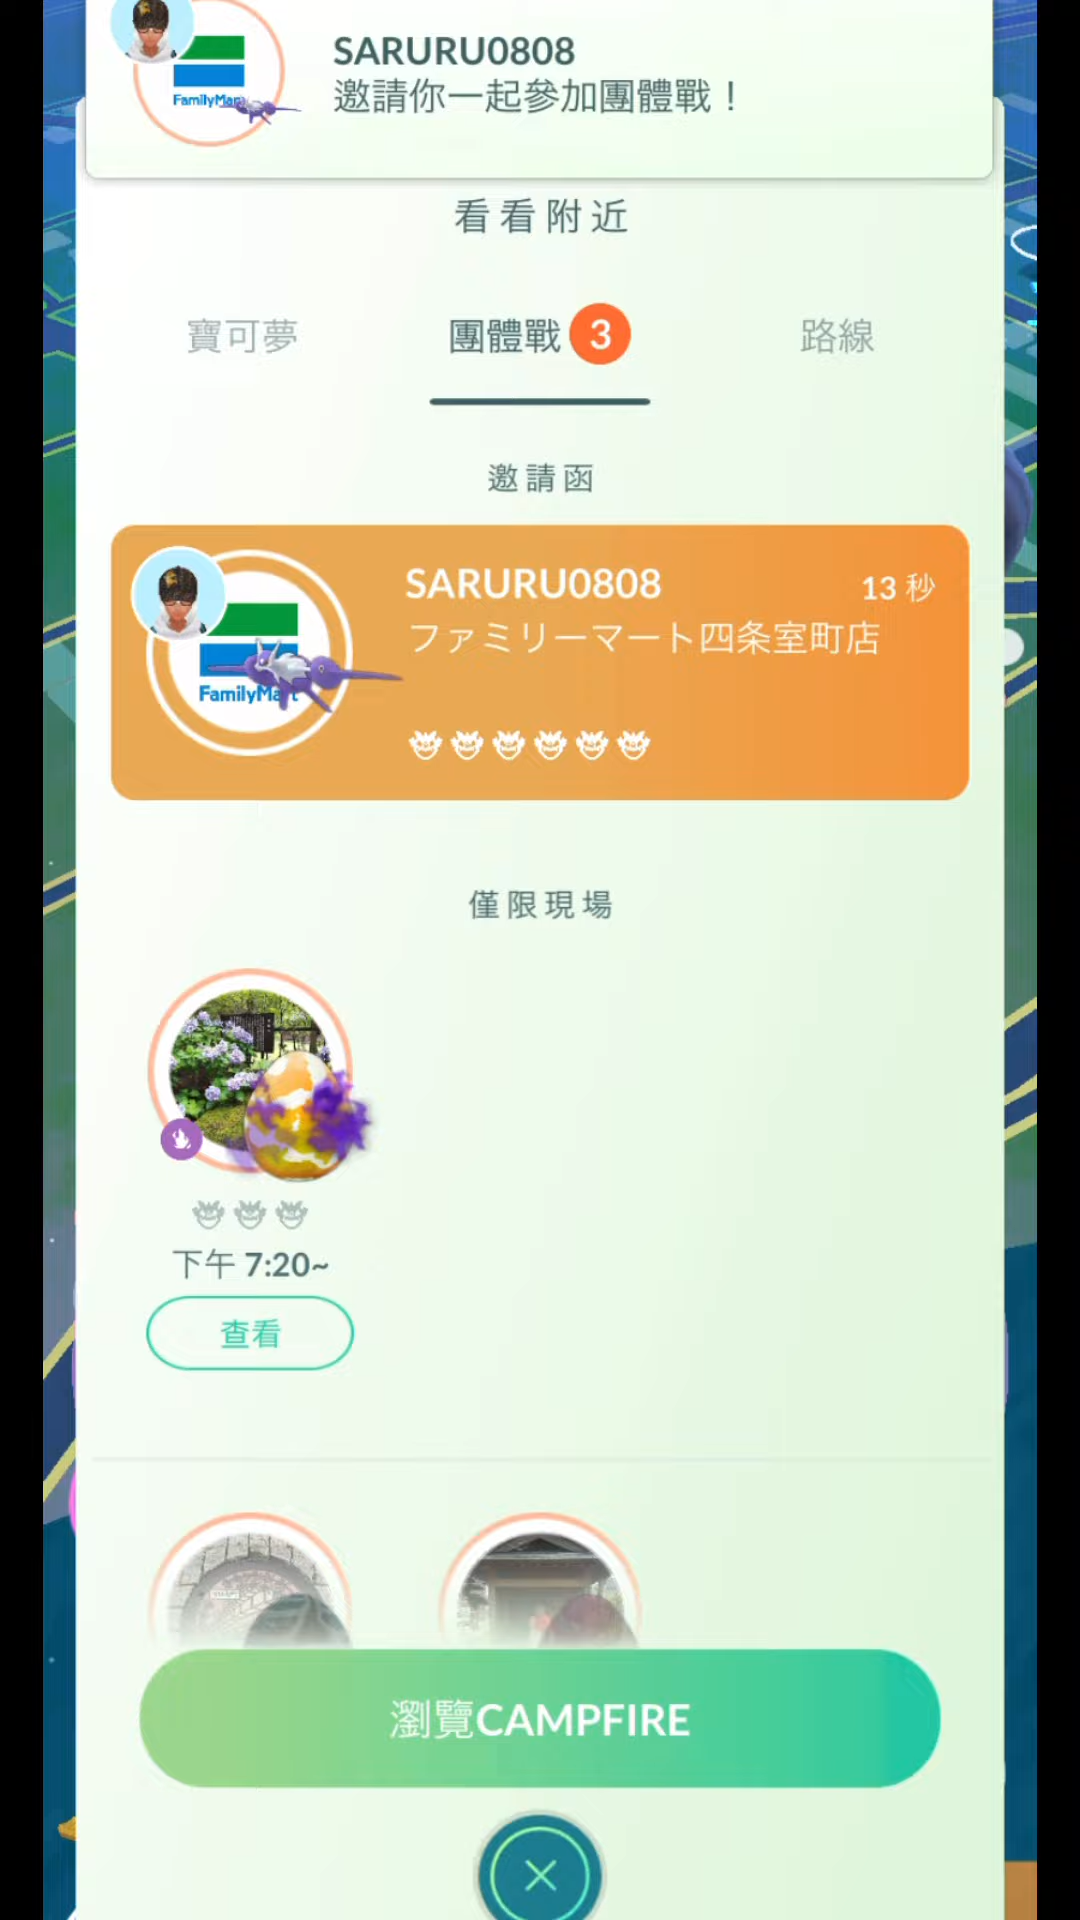 FamilyMart
SARURU0808
邀請你一起參加團體戰！
看看附近
寶可夢
團體戰 3
路線
邀請函
FamilyMart
SARURU0808
13 秒
ファミリーマート四条室町店
僅限現場
下午 7:20~
查看
瀏覽CAMPFIRE